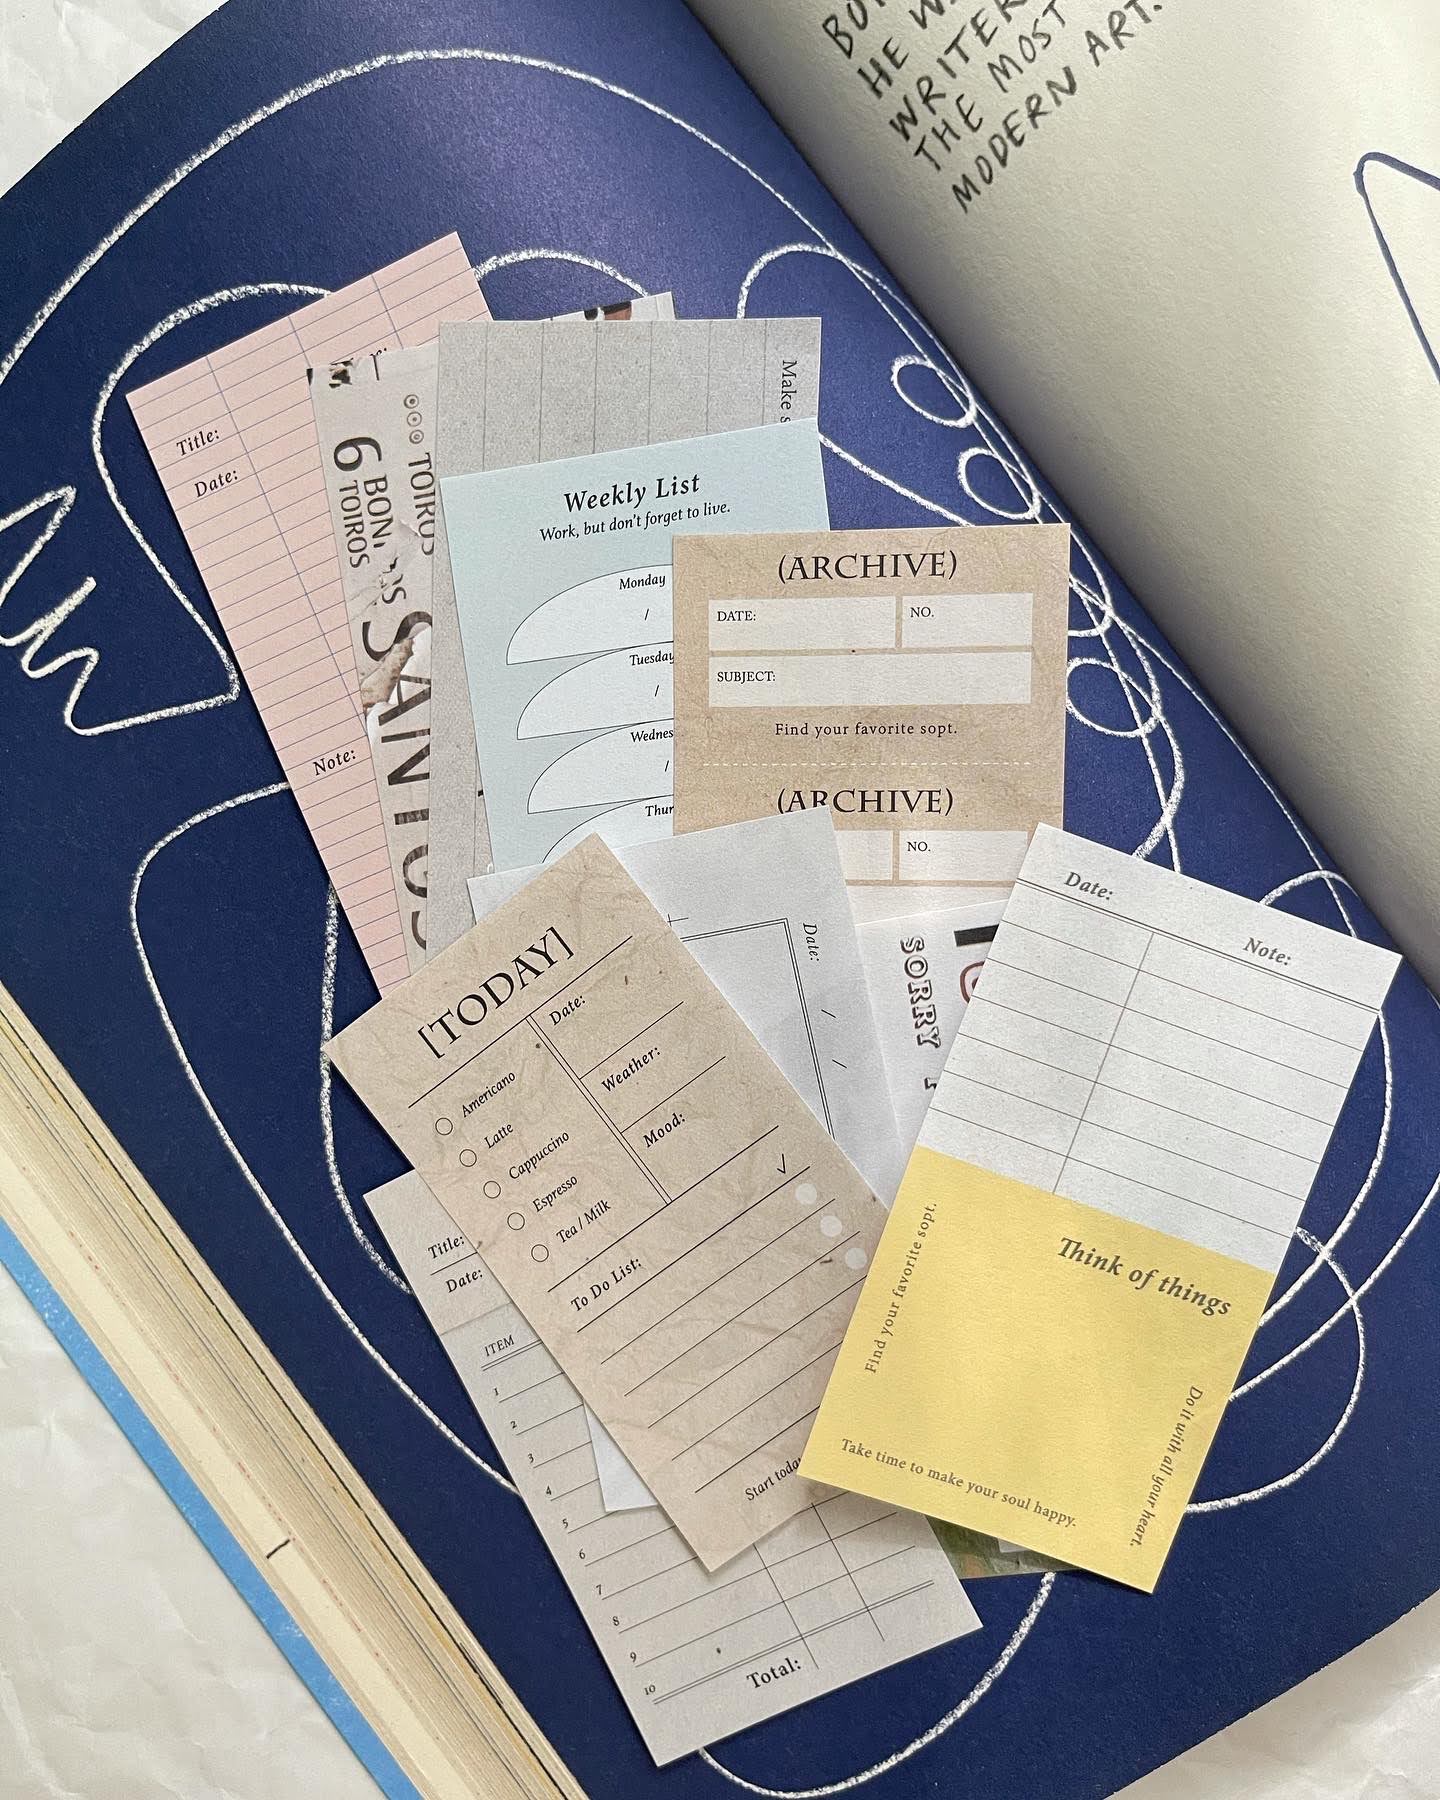 HE
WRITER
THE MOST
MODERN ART.
Title:
Date:
Note:
TOIROS
6 BON
TOIROS
SANTOS
Make
Weekly List
Work, but don't forget to live.
Monday
/
Tuesday
/
/
(ARCHIVE)
DATE:
NO.
SUBJECT:
Find your favorite sopt.
(ARCHIVE)
NO.
Date:
/
/
SORRY
Date:
Note:
Think of things
Find your favorite sopt.
Do it with all your heart.
Take time to make your soul happy.
[TODAY]
Date:
Americano
Latte
Cappuccino
Espresso
Tea / Milk
Weather:
Mood:
To Do List:
Start
Title:
Date:
ITEM
1
2
3
4
5
6
7
8
9
10
Total: